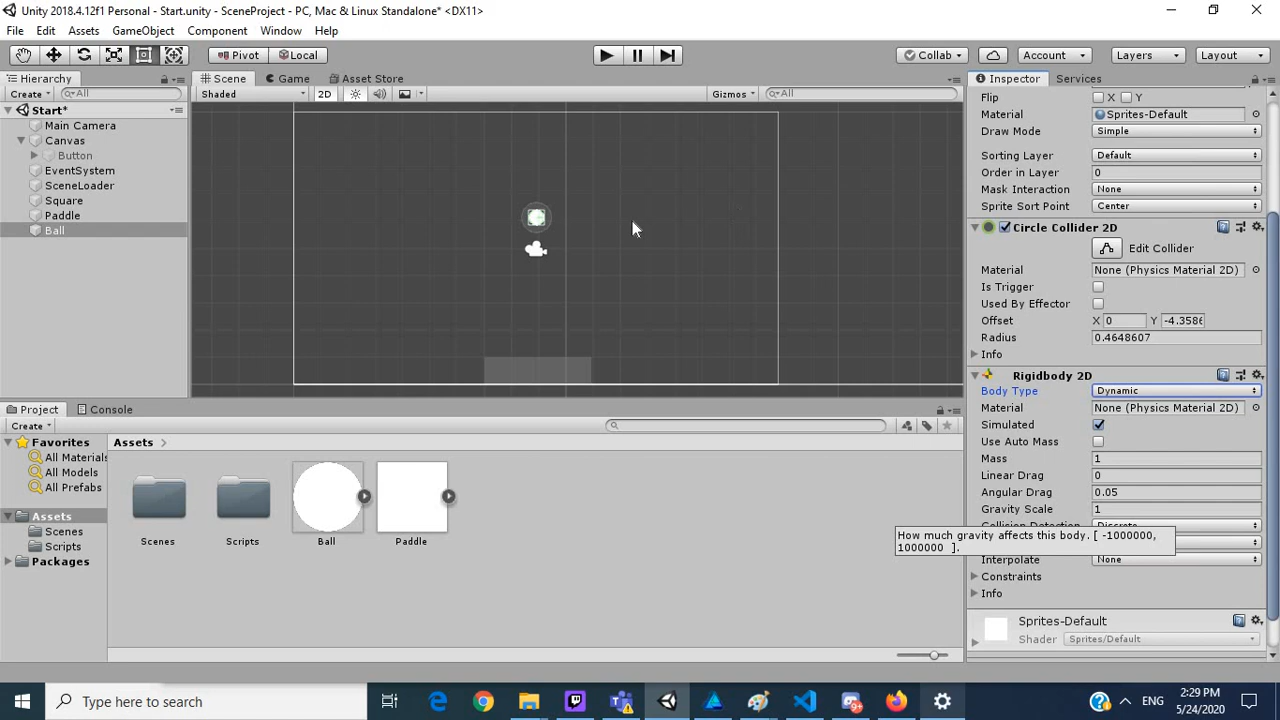 Unity 2018.4.12f1 Personal - Start.unity - SceneProject - PC, Mac & Linux Standalone* <DX11>
File Edit Assets GameObject Component Window Help
Pivot Local Collab Account Layers Layout
Hierarchy Scene Game Asset Store Inspector Services
Create All Shaded 2D Gizmos All
Start*
Main Camera
Canvas
Button
EventSystem
SceneLoader
Square
Paddle
Ball
Flip X Y
Material Sprites-Default
Draw Mode Simple
Sorting Layer Default
Order in Layer 0
Mask Interaction None
Sprite Sort Point Center
Circle Collider 2D
Edit Collider
Material None (Physics Material 2D)
Is Trigger
Used By Effector
Offset X 0 Y -4.3586
Radius 0.4648607
Info
Rigidbody 2D
Body Type Dynamic
Material None (Physics Material 2D)
Simulated
Use Auto Mass
Mass 1
Linear Drag 0
Angular Drag 0.05
Gravity Scale 1
Collision Detection Discrete
How much gravity affects this body. [ -1000000,
1000000 ].
Interpolate None
Constraints
Info
Sprites-Default
Shader Sprites/Default
Project Console
Create
Favorites
All Materials
All Models
All Prefabs
Assets
Scenes
Scripts
Packages
Assets
Scenes Scripts Ball Paddle
Type here to search
ENG
2:29 PM
5/24/2020